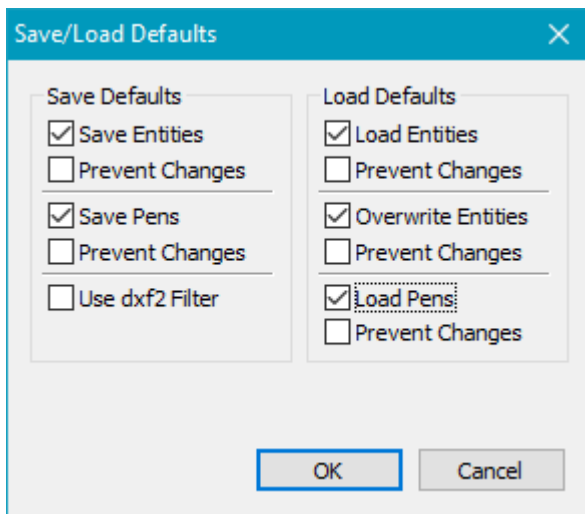 Save/Load Defaults
Save Defaults
Save Entities
Prevent Changes
Save Pens
Prevent Changes
Use dxf2 Filter
Load Defaults
Load Entities
Prevent Changes
Overwrite Entities
Prevent Changes
Load Pens
Prevent Changes
OK
Cancel